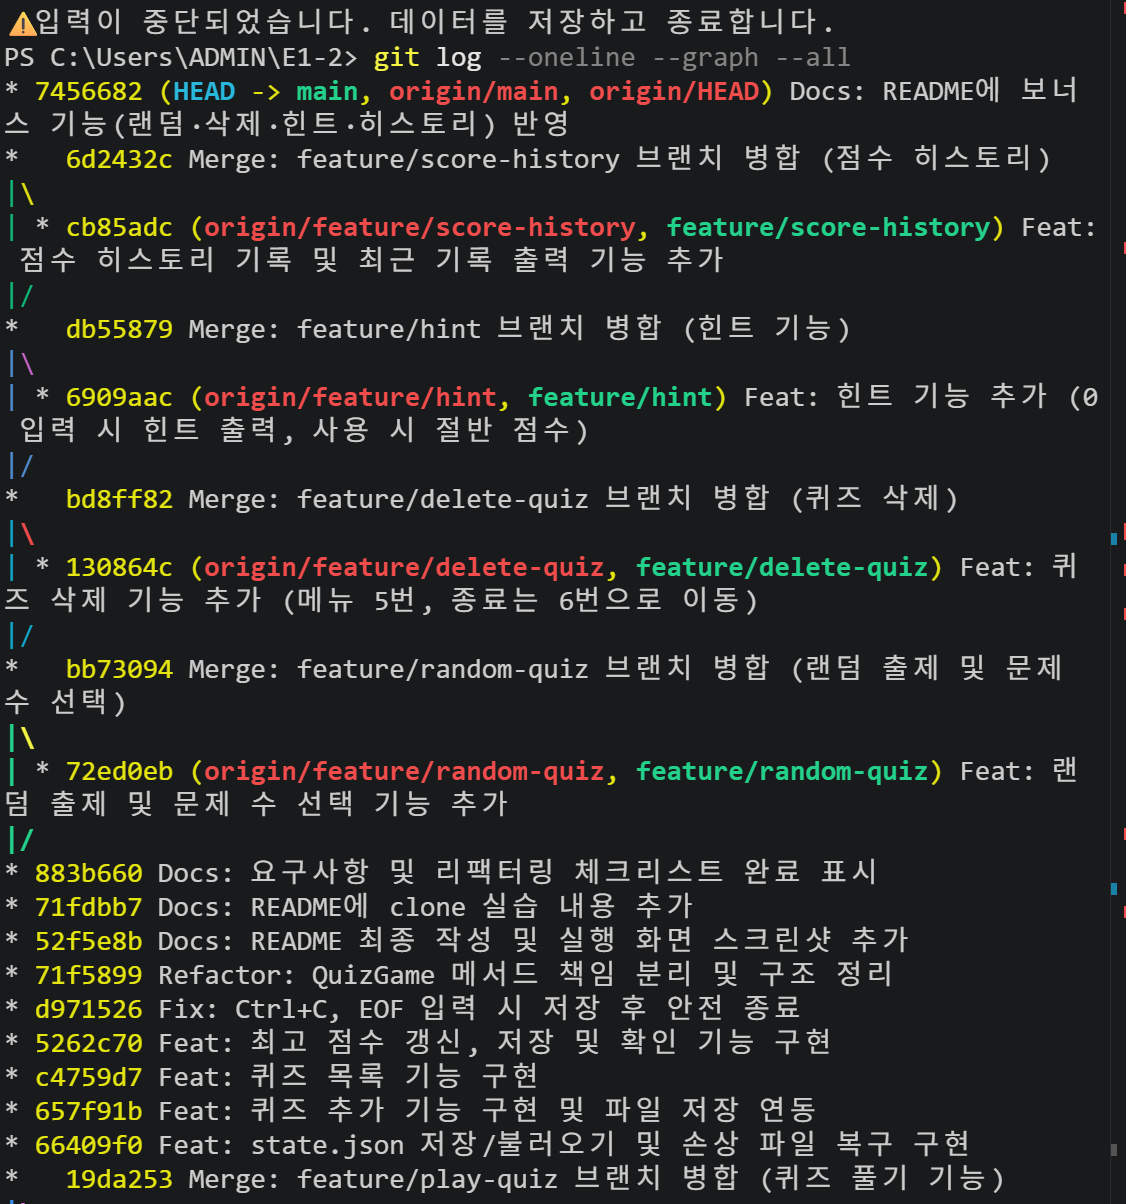 ⚠️입력이 중단되었습니다. 데이터를 저장하고 종료합니다.
PS C:\Users\ADMIN\E1-2> git log --oneline --graph --all
* 7456682 (HEAD -> main, origin/main, origin/HEAD) Docs: README에 보너
스 기능(랜덤·삭제·힌트·히스토리) 반영
*   6d2432c Merge: feature/score-history 브랜치 병합 (점수 히스토리)
|\
| * cb85adc (origin/feature/score-history, feature/score-history) Feat:
 점수 히스토리 기록 및 최근 기록 출력 기능 추가
|/
*   db55879 Merge: feature/hint 브랜치 병합 (힌트 기능)
|\
| * 6909aac (origin/feature/hint, feature/hint) Feat: 힌트 기능 추가 (0
 입력 시 힌트 출력, 사용 시 절반 점수)
|/
*   bd8ff82 Merge: feature/delete-quiz 브랜치 병합 (퀴즈 삭제)
|\
| * 130864c (origin/feature/delete-quiz, feature/delete-quiz) Feat: 퀴
즈 삭제 기능 추가 (메뉴 5번, 종료는 6번으로 이동)
|/
*   bb73094 Merge: feature/random-quiz 브랜치 병합 (랜덤 출제 및 문제
수 선택)
|\
| * 72ed0eb (origin/feature/random-quiz, feature/random-quiz) Feat: 랜
덤 출제 및 문제 수 선택 기능 추가
|/
* 883b660 Docs: 요구사항 및 리팩터링 체크리스트 완료 표시
* 71fdbb7 Docs: README에 clone 실습 내용 추가
* 52f5e8b Docs: README 최종 작성 및 실행 화면 스크린샷 추가
* 71f5899 Refactor: QuizGame 메서드 책임 분리 및 구조 정리
* d971526 Fix: Ctrl+C, EOF 입력 시 저장 후 안전 종료
* 5262c70 Feat: 최고 점수 갱신, 저장 및 확인 기능 구현
* c4759d7 Feat: 퀴즈 목록 기능 구현
* 657f91b Feat: 퀴즈 추가 기능 구현 및 파일 저장 연동
* 66409f0 Feat: state.json 저장/불러오기 및 손상 파일 복구 구현
*   19da253 Merge: feature/play-quiz 브랜치 병합 (퀴즈 풀기 기능)